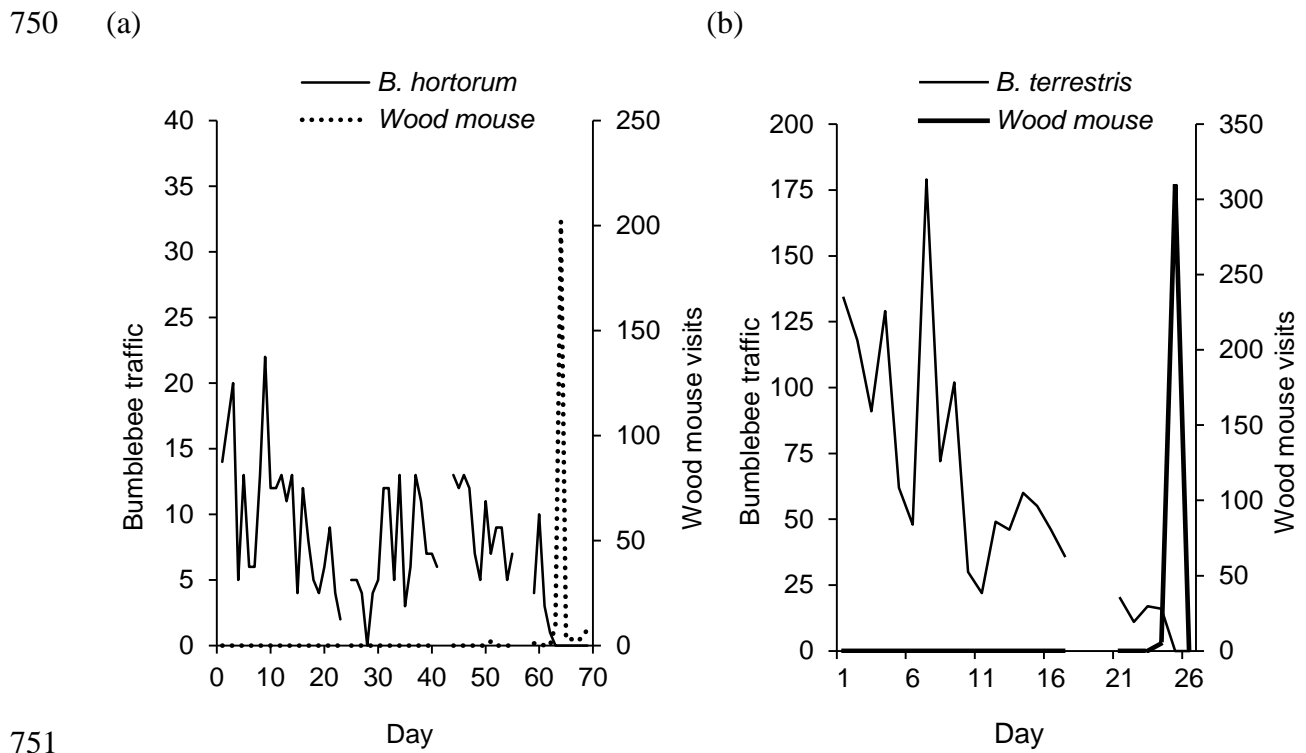 750 (a) (b)
B. hortorum
Wood mouse
40
35
30
25
20
15
10
5
0
Bumblebee traffic
250
200
150
100
50
0
Wood mouse visits
0 10 20 30 40 50 60 70
Day
B. terrestris
Wood mouse
200
175
150
125
100
75
50
25
0
Bumblebee traffic
350
300
250
200
150
100
50
0
Wood mouse visits
1 6 11 16 21 26
Day
751